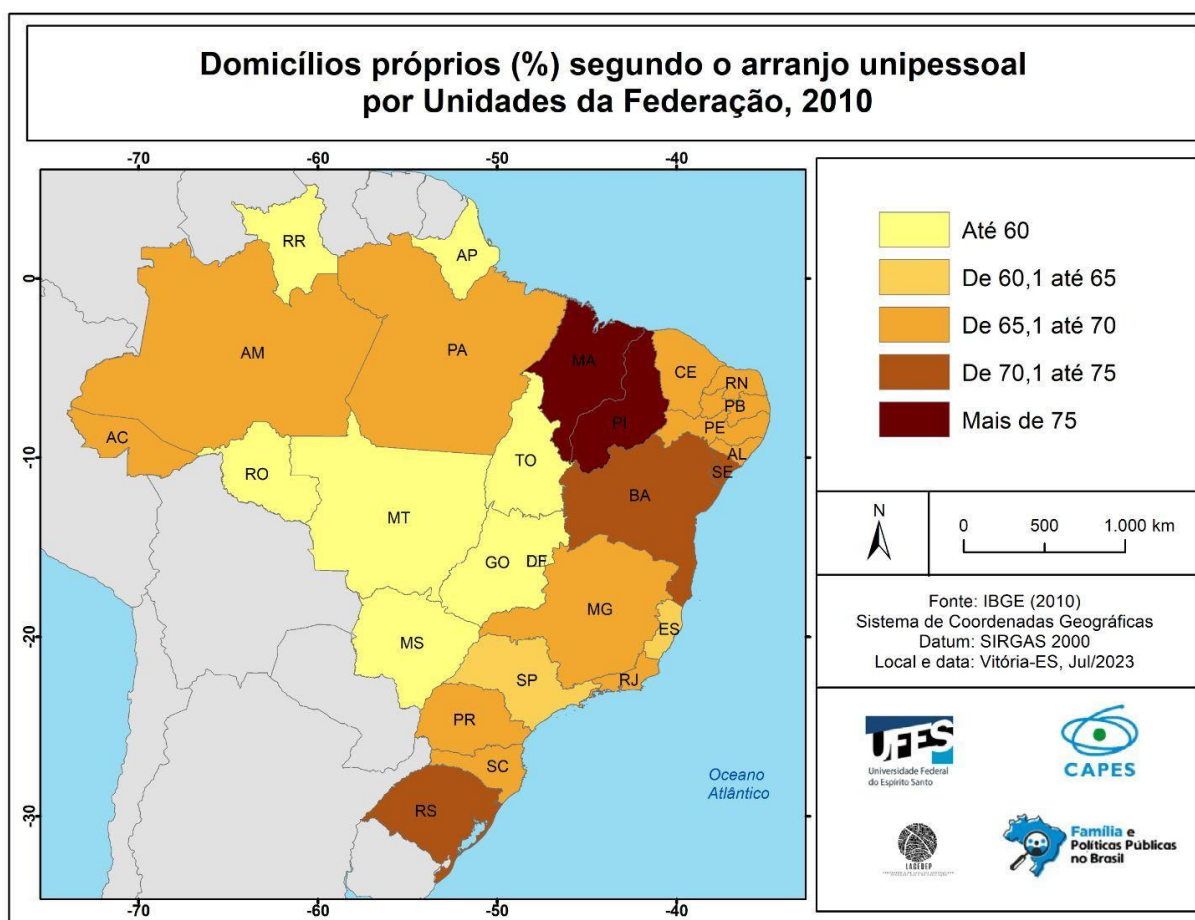 Domicílios próprios (%) segundo o arranjo unipessoal
por Unidades da Federação, 2010
-70
-60
-50
-40
0
-10
-20
-30
RR
AP
AM
PA
MA
CE
RN
PB
PE
PI
AL
SE
AC
RO
TO
BA
MT
GO
DF
MG
ES
MS
SP
RJ
PR
SC
RS
Oceano
Atlântico
Até 60
De 60,1 até 65
De 65,1 até 70
De 70,1 até 75
Mais de 75
N
0 500 1.000 km
Fonte: IBGE (2010)
Sistema de Coordenadas Geográficas
Datum: SIRGAS 2000
Local e data: Vitória-ES, Jul/2023
UFES
Universidade Federal
do Espírito Santo
CAPES
LAGEDEP
Família e
Políticas Públicas
no Brasil